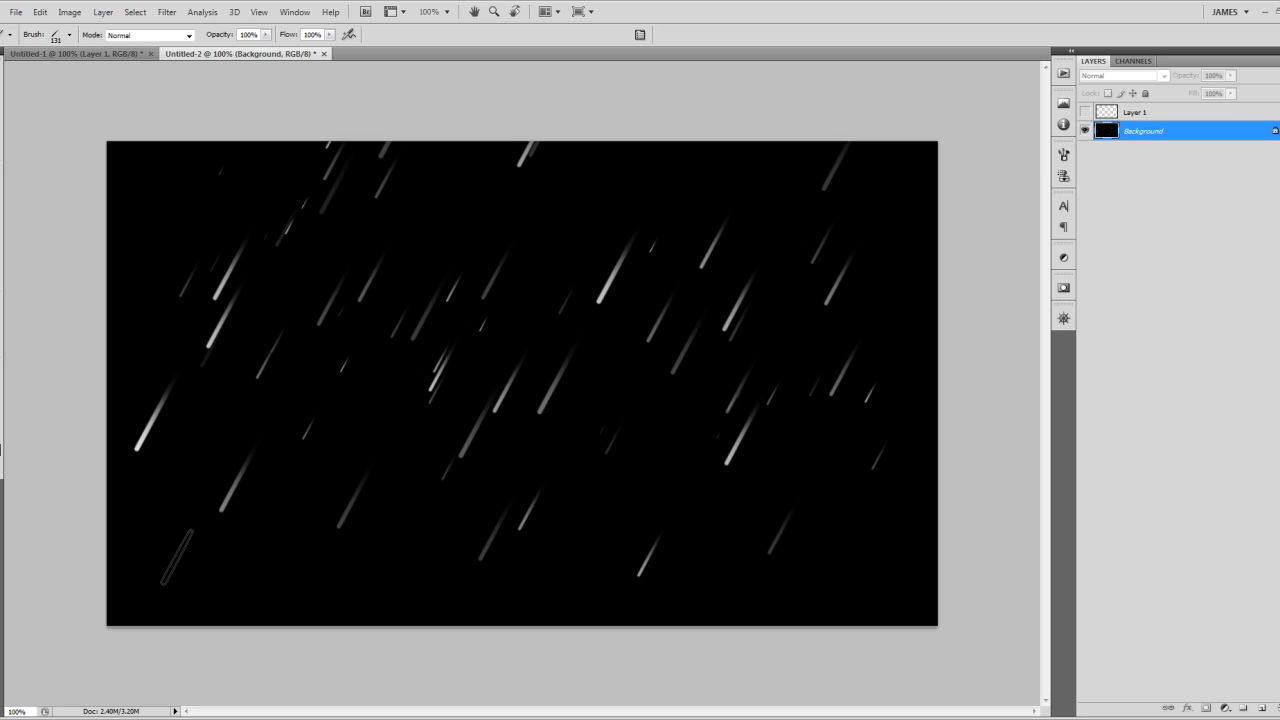 File Edit Image Layer Select Filter Analysis 3D View Window Help Br 100% JAMES
Brush: 131 Mode: Normal Opacity: 100% Flow: 100%
Untitled-1 @ 100% (Layer 1, RGB/8) * × Untitled-2 @ 100% (Background, RGB/8) * ×
LAYERS CHANNELS
Normal Opacity: 100%
Lock: Fill: 100%
Layer 1
Background
A
100% Doc: 2.40M/3.20M
fx